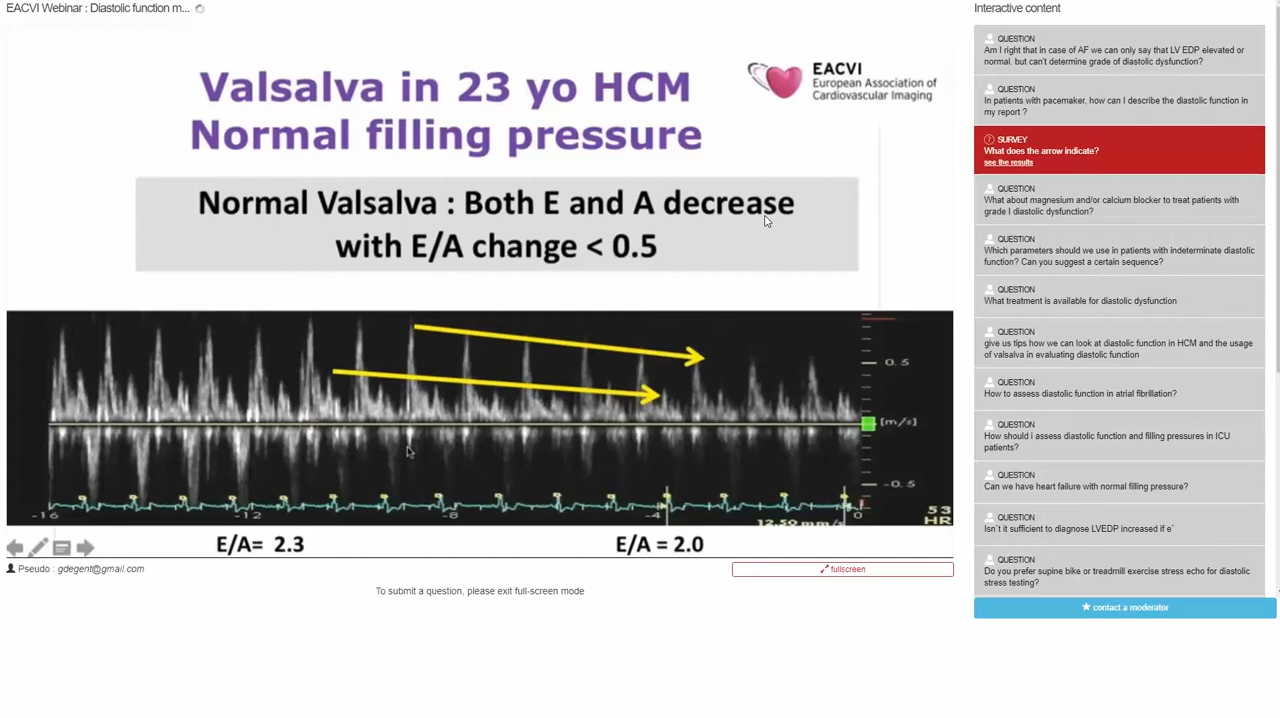 EACVI Webinar : Diastolic function m...
Valsalva in 23 yo HCM
Normal filling pressure
EACVI
European Association of
Cardiovascular Imaging
Normal Valsalva : Both E and A decrease
with E/A change < 0.5
0.5
[m/s]
-0.5
-16
-12
-8
-4
0
12.50 mm/s
53
HR
E/A= 2.3
E/A = 2.0
Pseudo : gdegent@gmail.com
fullscreen
To submit a question, please exit full-screen mode
Interactive content
QUESTION
Am I right that in case of AF we can only say that LV EDP elevated or
normal, but can't determine grade of diastolic dysfunction?
QUESTION
In patients with pacemaker, how can I describe the diastolic function in
my report ?
SURVEY
What does the arrow indicate?
see the results
QUESTION
What about magnesium and/or calcium blocker to treat patients with
grade I diastolic dysfunction?
QUESTION
Which parameters should we use in patients with indeterminate diastolic
function? Can you suggest a certain sequence?
QUESTION
What treatment is available for diastolic dysfunction
QUESTION
give us tips how we can look at diastolic function in HCM and the usage
of valsalva in evaluating diastolic function
QUESTION
How to assess diastolic function in atrial fibrillation?
QUESTION
How should i assess diastolic function and filling pressures in ICU
patients?
QUESTION
Can we have heart failure with normal filling pressure?
QUESTION
Isn`t it sufficient to diagnose LVEDP increased if e`
QUESTION
Do you prefer supine bike or treadmill exercise stress echo for diastolic
stress testing?
contact a moderator